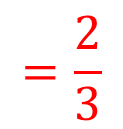 = 2/3